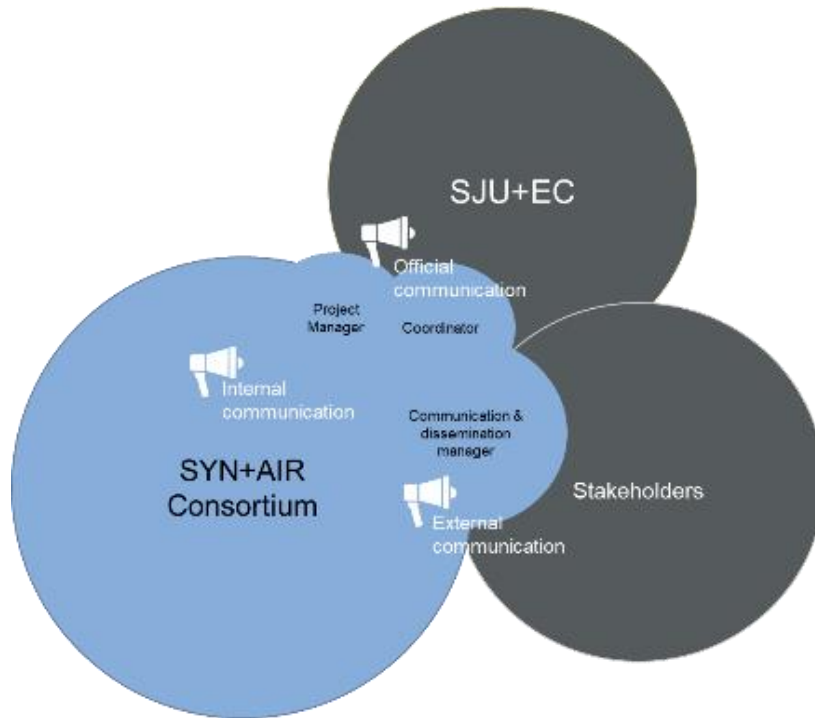 SJU+EC
Official
communication
Project
Manager
Coordinator
Internal
communication
Communication &
dissemination
manager
SYN+AIR
Consortium
Stakeholders
External
communication